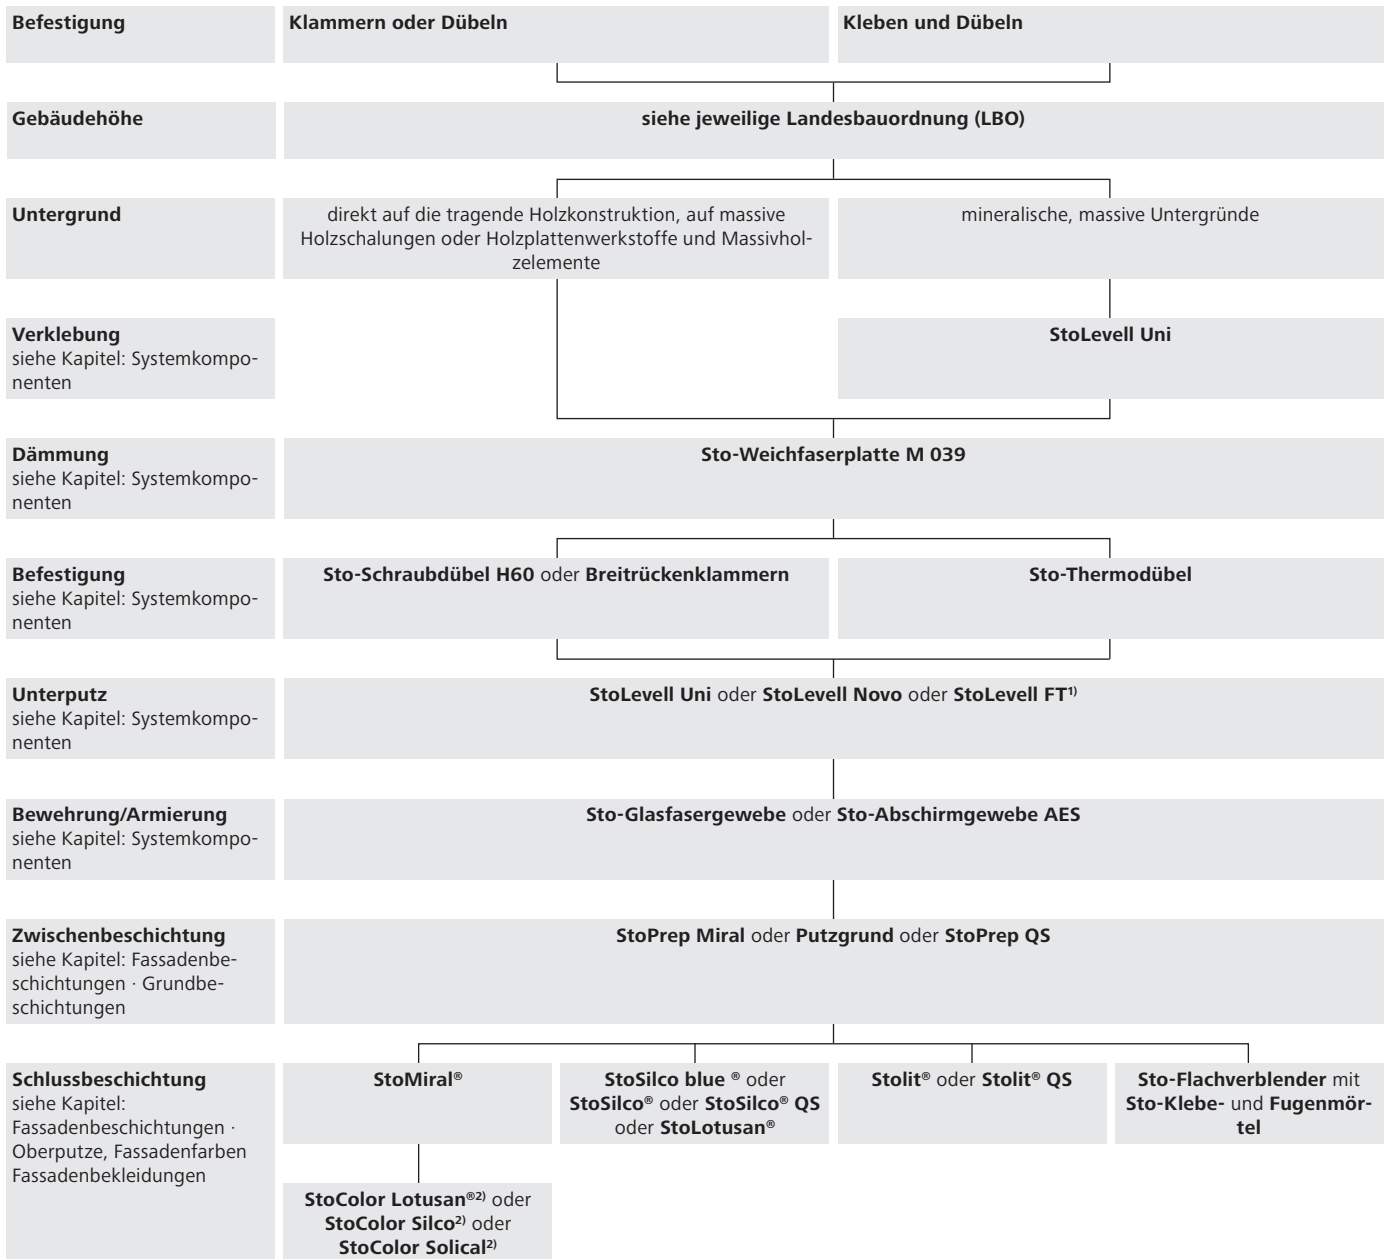 Befestigung
Klammern oder Dübeln
Kleben und Dübeln
Gebäudehöhe
siehe jeweilige Landesbauordnung (LBO)
Untergrund
direkt auf die tragende Holzkonstruktion, auf massive
Holzschalungen oder Holzplattenwerkstoffe und Massivhol-
zelemente
mineralische, massive Untergründe
Verklebung
siehe Kapitel: Systemkompo-
nenten
StoLevell Uni
Dämmung
siehe Kapitel: Systemkompo-
nenten
Sto-Weichfaserplatte M 039
Befestigung
siehe Kapitel: Systemkompo-
nenten
Sto-Schraubdübel H60 oder Breitrückenklammern
Sto-Thermodübel
Unterputz
siehe Kapitel: Systemkompo-
nenten
StoLevell Uni oder StoLevell Novo oder StoLevell FT¹⁾
Bewehrung/Armierung
siehe Kapitel: Systemkompo-
nenten
Sto-Glasfasergewebe oder Sto-Abschirmgewebe AES
Zwischenbeschichtung
siehe Kapitel: Fassadenbe-
schichtungen · Grundbe-
schichtungen
StoPrep Miral oder Putzgrund oder StoPrep QS
Schlussbeschichtung
siehe Kapitel:
Fassadenbeschichtungen ·
Oberputze, Fassadenfarben
Fassadenbekleidungen
StoMiral®
StoSilco blue ® oder
StoSilco® oder StoSilco® QS
oder StoLotusan®
Stolit® oder Stolit® QS
Sto-Flachverblender mit
Sto-Klebe- und Fugenmör-
tel
StoColor Lotusan®²⁾ oder
StoColor Silco²⁾ oder
StoColor Solical²⁾